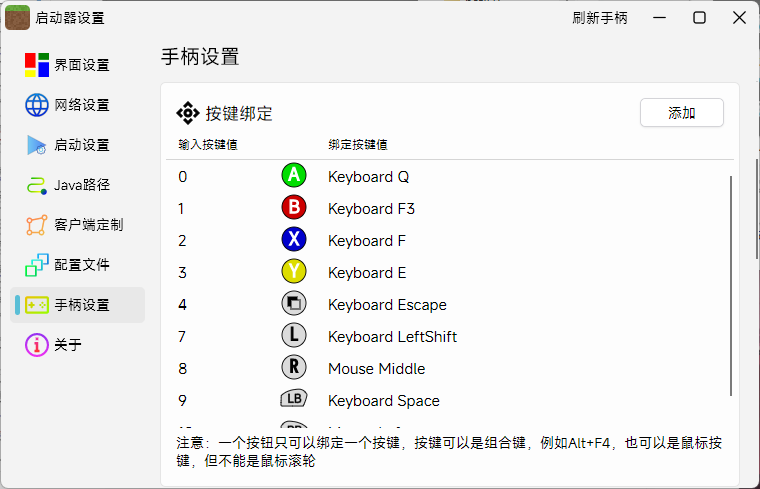 启动器设置 刷新手柄
界面设置
网络设置
启动设置
Java路径
客户端定制
配置文件
手柄设置
关于
手柄设置
按键绑定 添加
输入按键值 绑定按键值
0 A Keyboard Q
1 B Keyboard F3
2 X Keyboard F
3 Y Keyboard E
4 Keyboard Escape
7 L Keyboard LeftShift
8 R Mouse Middle
9 LB Keyboard Space
注意：一个按钮只可以绑定一个按键，按键可以是组合键，例如Alt+F4，也可以是鼠标按
键，但不能是鼠标滚轮